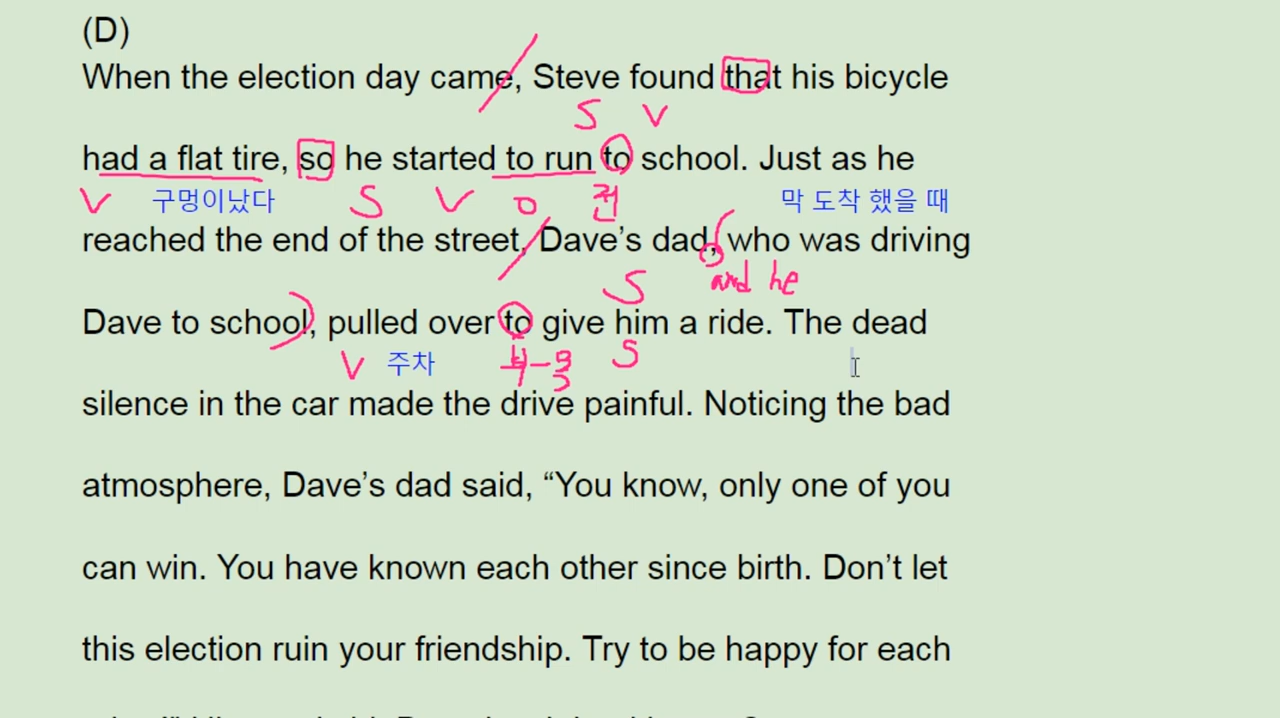 (D)
When the election day came, Steve found that his bicycle
S V
had a flat tire, so he started to run to school. Just as he
V 구멍이났다 S V o 전 막 도착 했을 때
reached the end of the street, Dave's dad, who was driving
S and he
Dave to school, pulled over to give him a ride. The dead
V 주차 부-목 S
silence in the car made the drive painful. Noticing the bad
atmosphere, Dave's dad said, “You know, only one of you
can win. You have known each other since birth. Don't let
this election ruin your friendship. Try to be happy for each